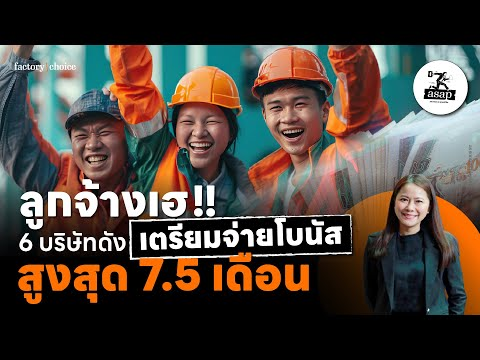 factory choice
asap
ลูกจ้างเฮ!!
6 บริษัทดัง เตรียมจ่ายโบนัส
สูงสุด 7.5 เดือน